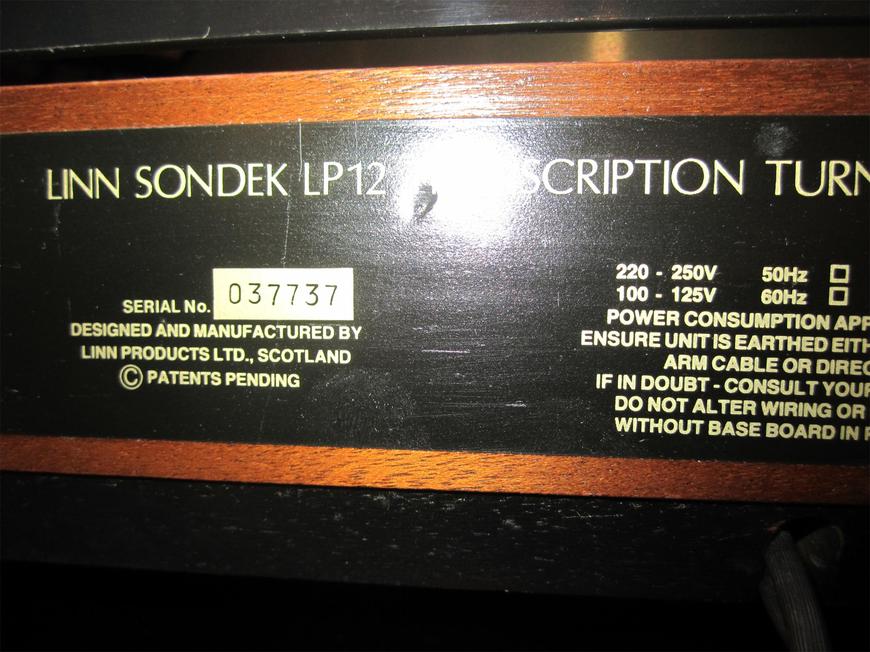 LINN SONDEK LP12 SCRIPTION TURN
SERIAL No. 037737
DESIGNED AND MANUFACTURED BY
LINN PRODUCTS LTD., SCOTLAND
© PATENTS PENDING
220 - 250V 50Hz
100 - 125V 60Hz
POWER CONSUMPTION APP
ENSURE UNIT IS EARTHED EITH
ARM CABLE OR DIREC
IF IN DOUBT - CONSULT YOUR
DO NOT ALTER WIRING OR
WITHOUT BASE BOARD IN